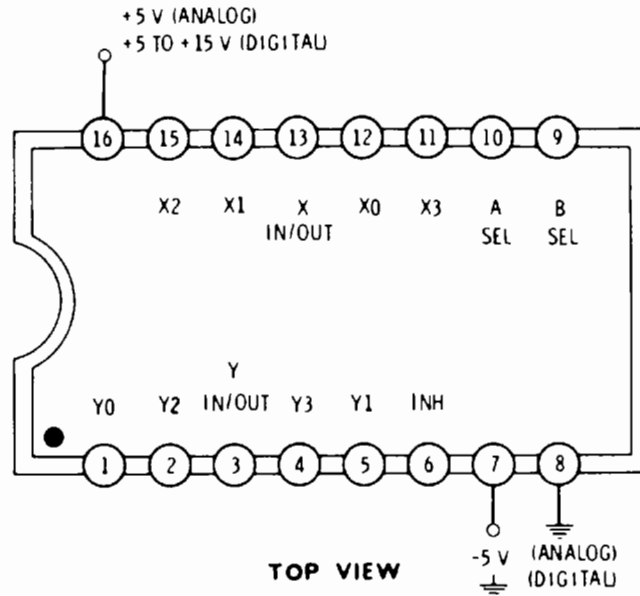 +5 V (ANALOG)
+5 TO +15 V (DIGITAL)
16 15 14 13 12 11 10 9
X2 X1 X X0 X3 A B
IN/OUT SEL SEL
Y
Y0 Y2 IN/OUT Y3 Y1 INH
1 2 3 4 5 6 7 8
-5 V (ANALOG)
(DIGITAL)
TOP VIEW